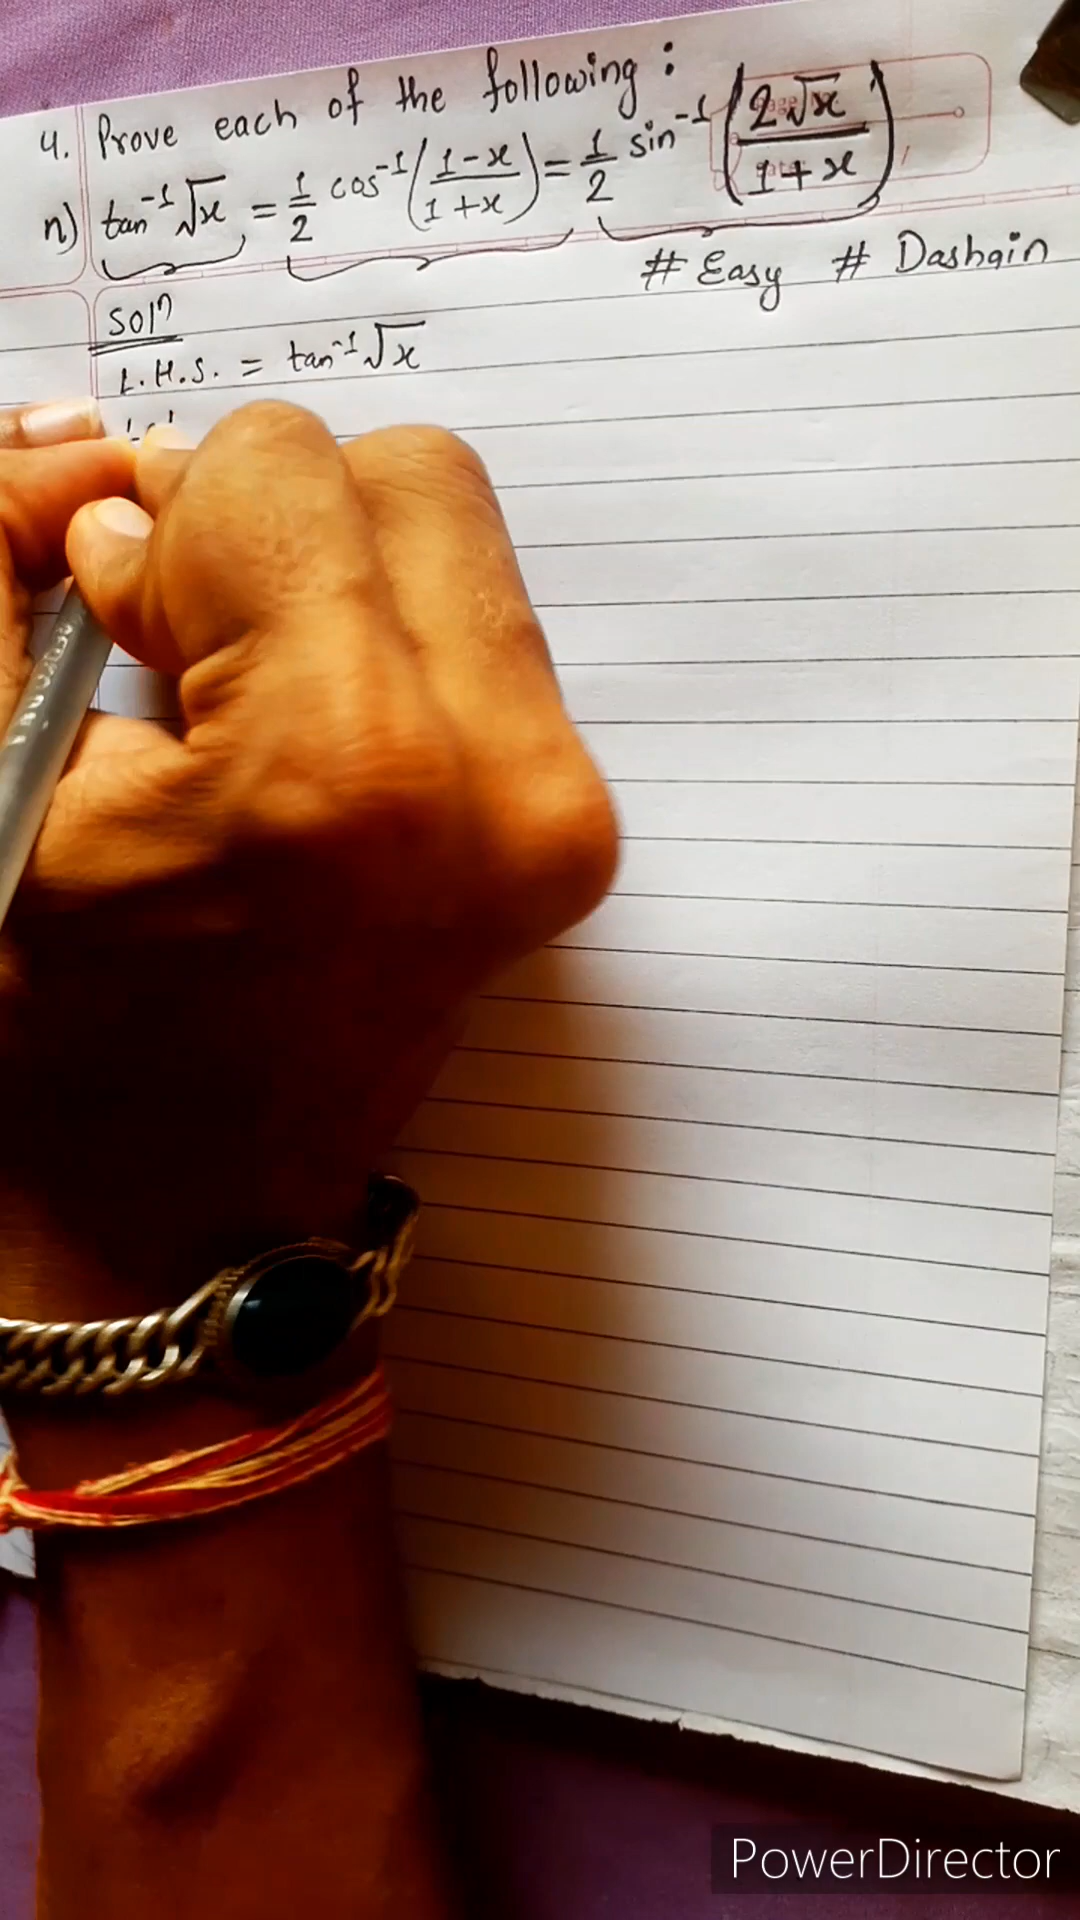 4. Prove each of the following :
n) tan⁻¹√x = 1/2 cos⁻¹(1-x/1+x) = 1/2 sin⁻¹(2√x/1+x)
# Easy # Dashain
Solⁿ
L.H.S. = tan⁻¹√x
PowerDirector